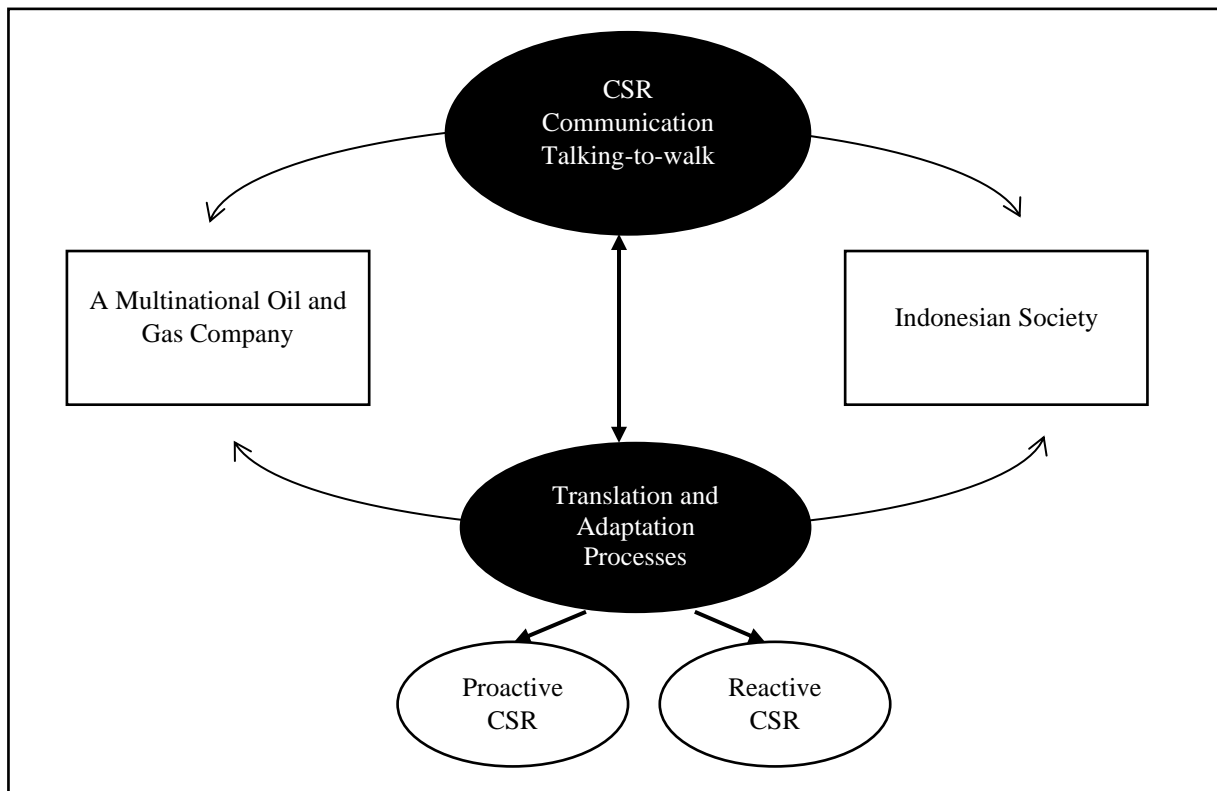 CSR
Communication
Talking-to-walk
A Multinational Oil and
Gas Company
Indonesian Society
Translation and
Adaptation
Processes
Proactive
CSR
Reactive
CSR